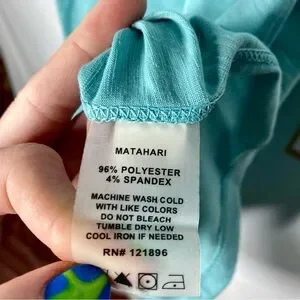 MATAHARI
96% POLYESTER
4% SPANDEX
MACHINE WASH COLD
WITH LIKE COLORS
DO NOT BLEACH
TUMBLE DRY LOW
COOL IRON IF NEEDED
RN# 121896